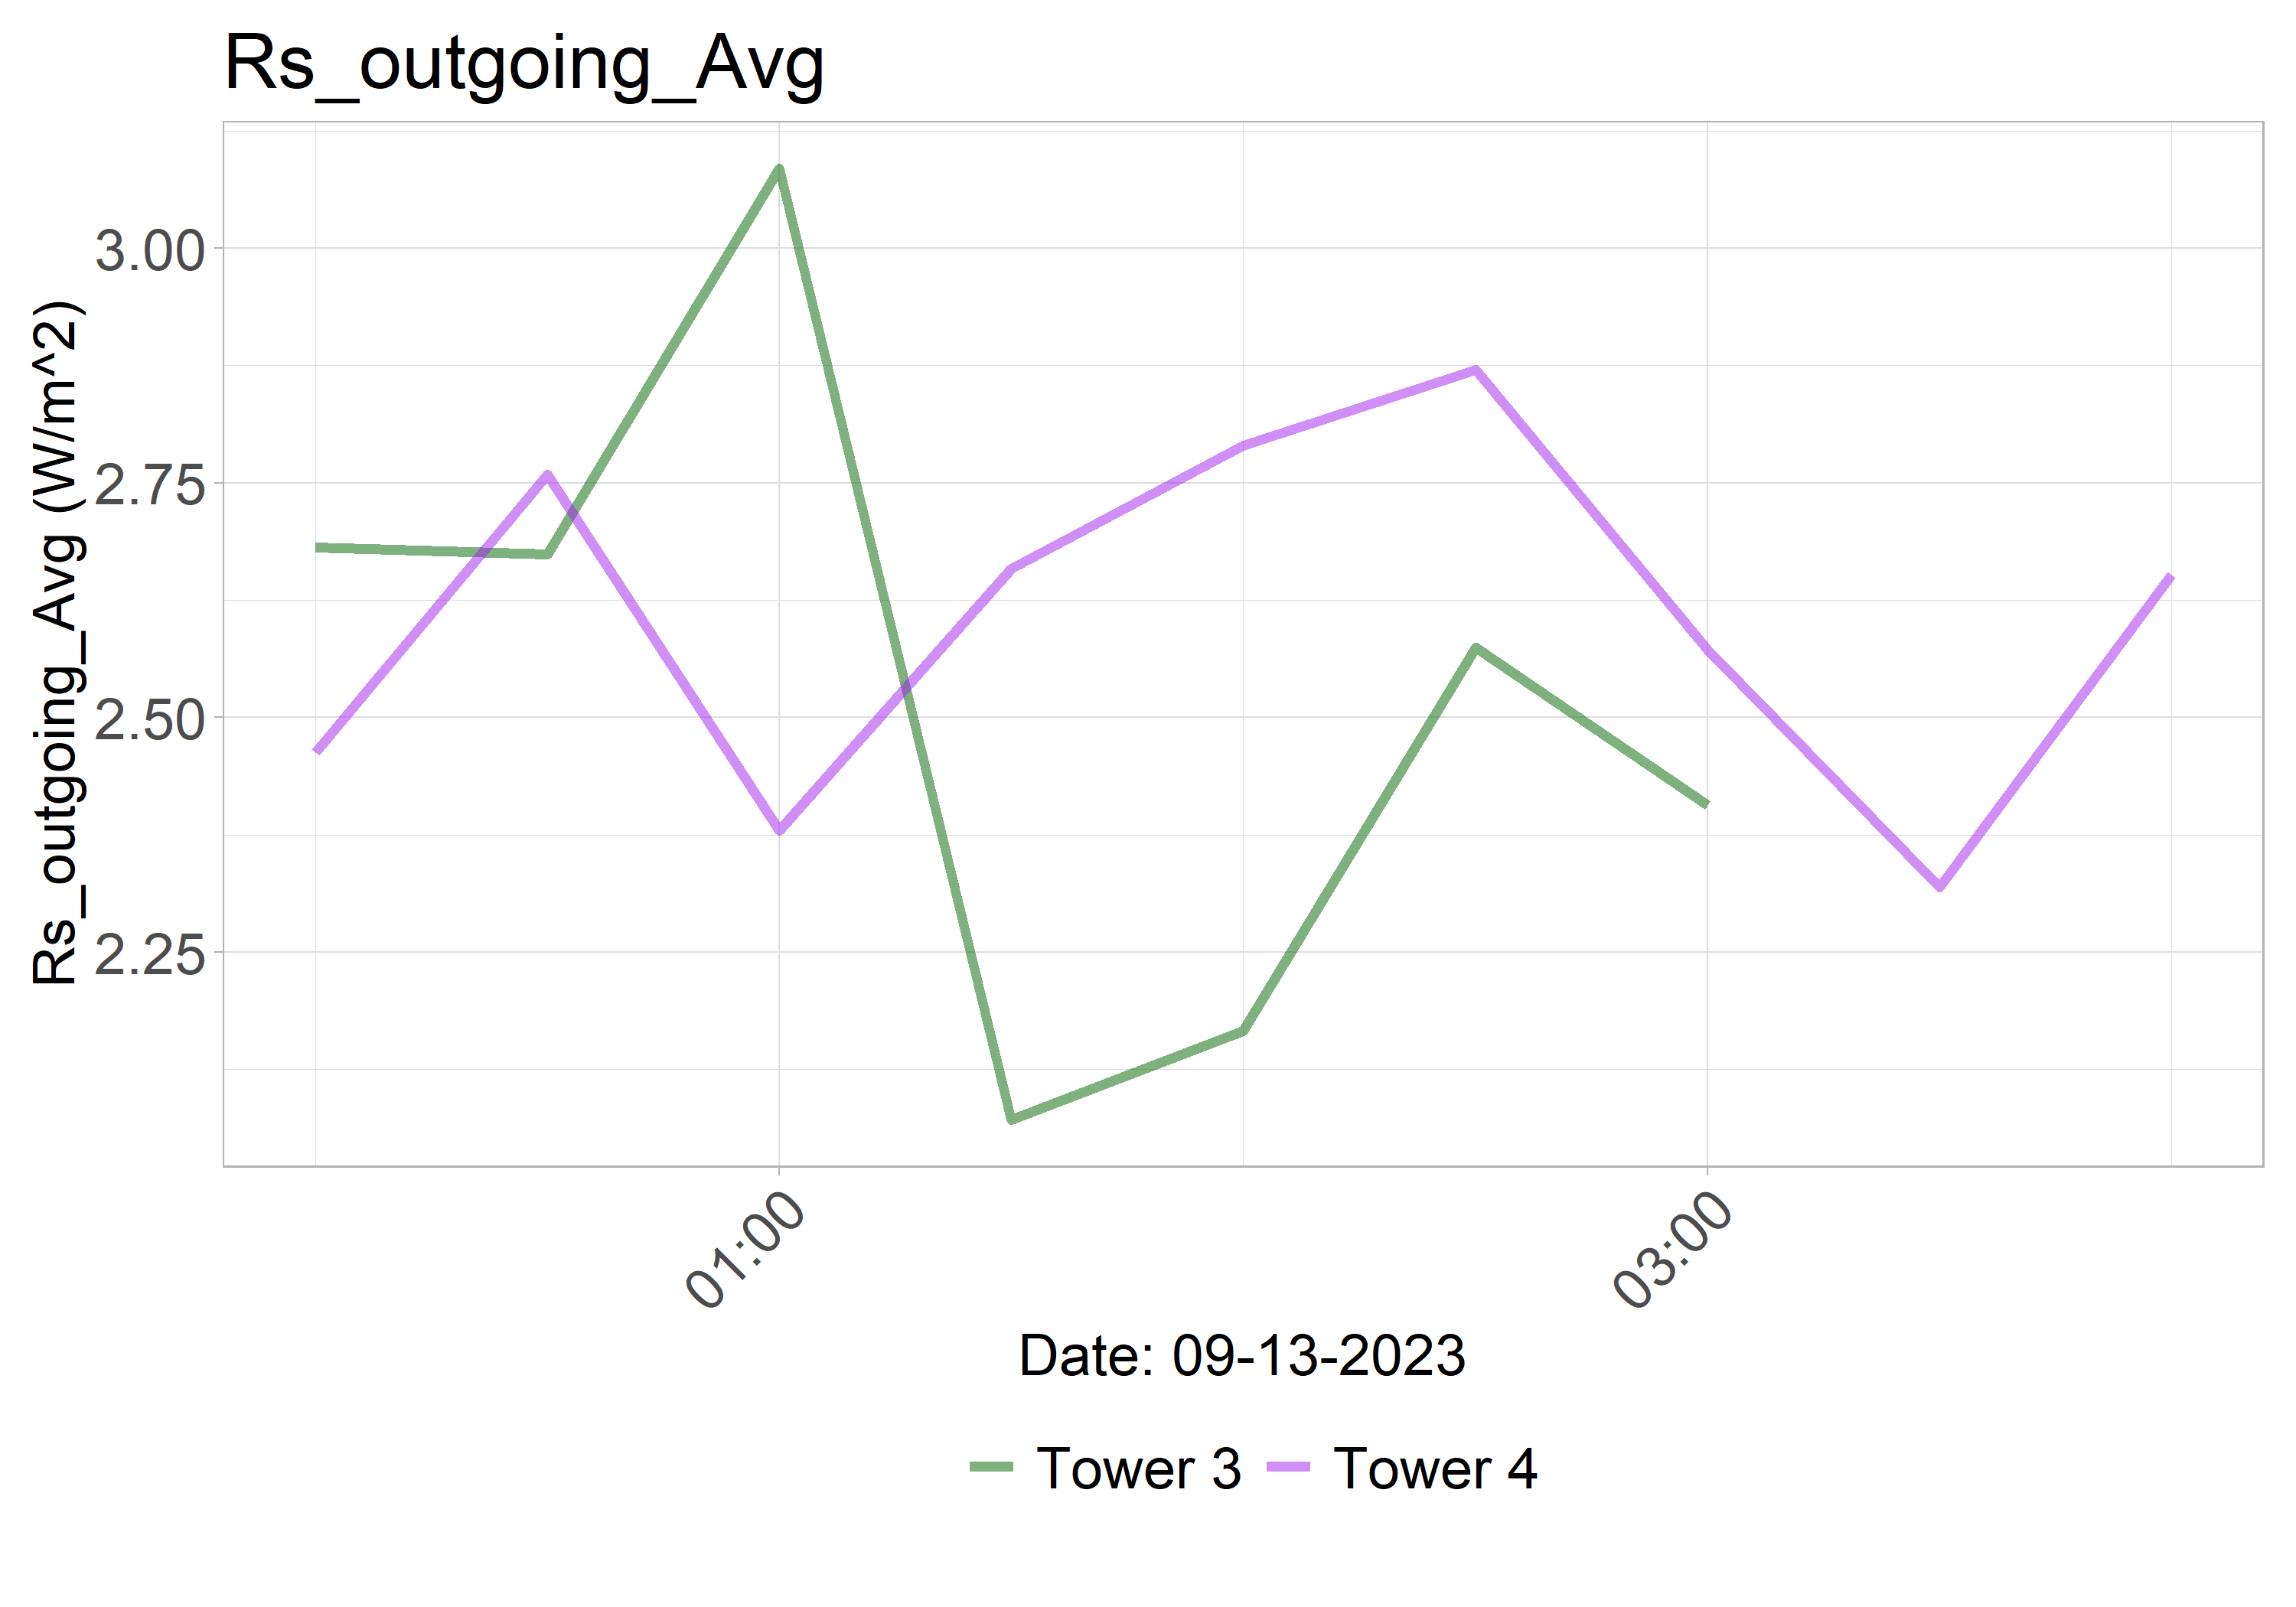 Rs_outgoing_Avg
Rs_outgoing_Avg (W/m^2)
3.00
2.75
2.50
2.25
01:00
03:00
Date: 09-13-2023
Tower 3
Tower 4